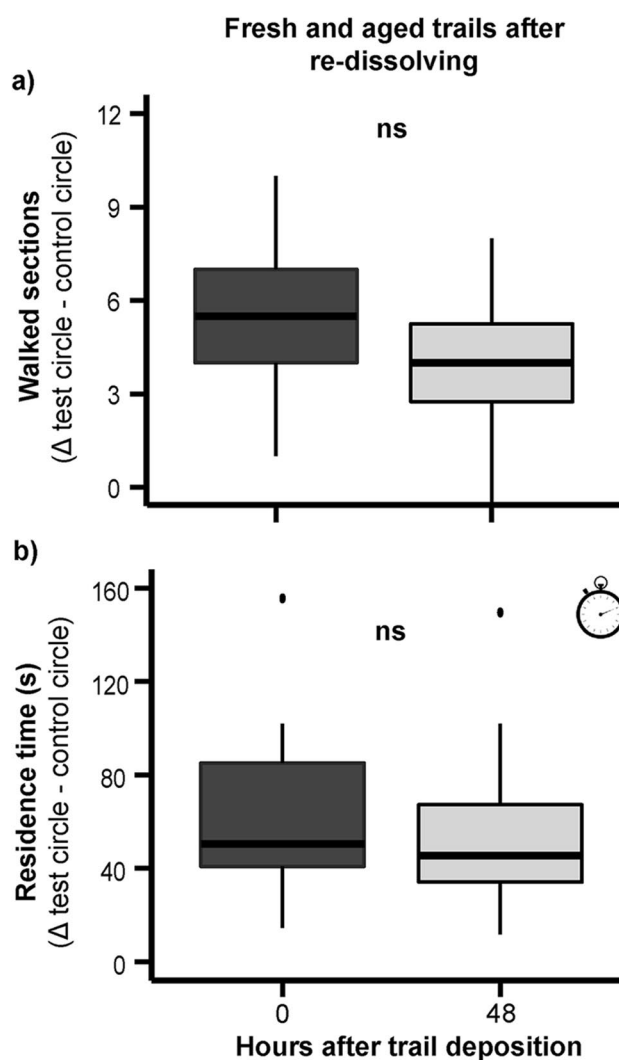 Fresh and aged trails after
re-dissolving
a)
Walked sections
(Δ test circle - control circle)
12
9
6
3
0
ns
b)
Residence time (s)
(Δ test circle - control circle)
160
120
80
40
0
ns
0 48
Hours after trail deposition